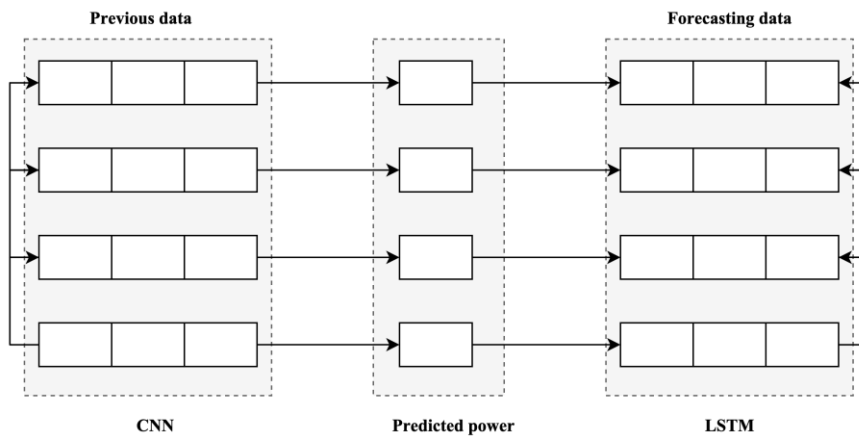 Previous data
Forecasting data
CNN
Predicted power
LSTM